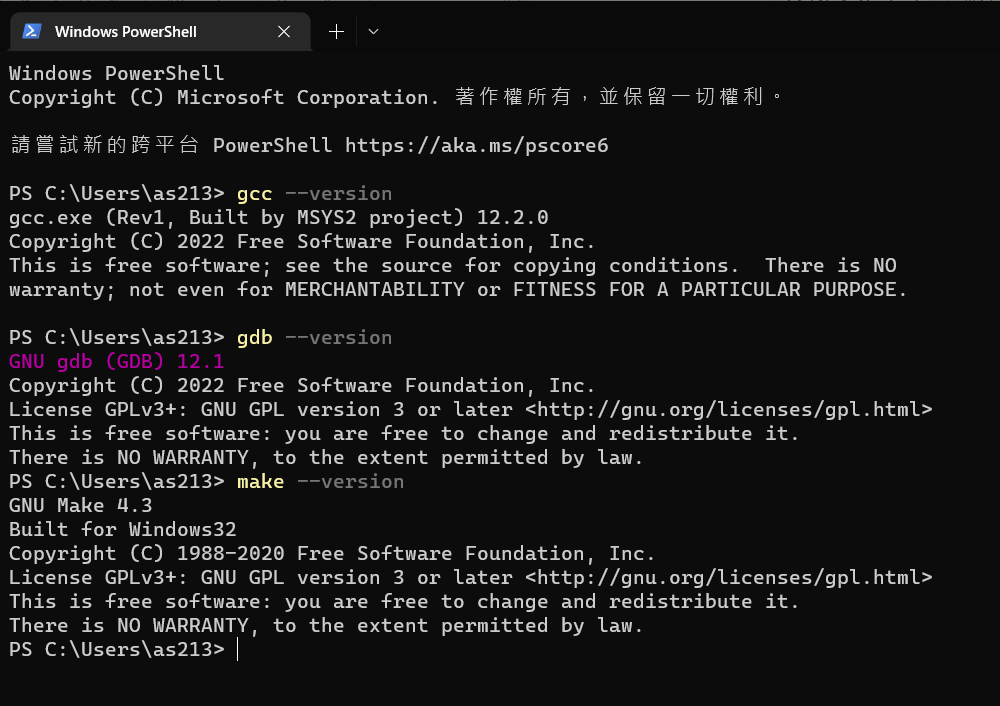 Windows PowerShell
Windows PowerShell
Copyright (C) Microsoft Corporation. 著作權所有，並保留一切權利。
請嘗試新的跨平台 PowerShell https://aka.ms/pscore6
PS C:\Users\as213> gcc --version
gcc.exe (Rev1, Built by MSYS2 project) 12.2.0
Copyright (C) 2022 Free Software Foundation, Inc.
This is free software; see the source for copying conditions.  There is NO
warranty; not even for MERCHANTABILITY or FITNESS FOR A PARTICULAR PURPOSE.
PS C:\Users\as213> gdb --version
GNU gdb (GDB) 12.1
Copyright (C) 2022 Free Software Foundation, Inc.
License GPLv3+: GNU GPL version 3 or later <http://gnu.org/licenses/gpl.html>
This is free software: you are free to change and redistribute it.
There is NO WARRANTY, to the extent permitted by law.
PS C:\Users\as213> make --version
GNU Make 4.3
Built for Windows32
Copyright (C) 1988-2020 Free Software Foundation, Inc.
License GPLv3+: GNU GPL version 3 or later <http://gnu.org/licenses/gpl.html>
This is free software: you are free to change and redistribute it.
There is NO WARRANTY, to the extent permitted by law.
PS C:\Users\as213>